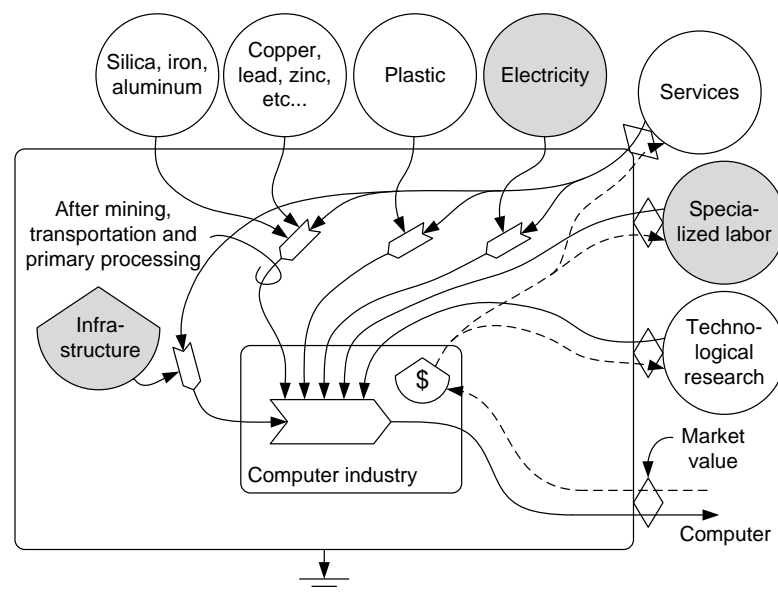 Silica, iron,
aluminum
Copper,
lead, zinc,
etc...
Plastic
Electricity
Services
After mining,
transportation and
primary processing
Specia-
lized labor
Infra-
structure
Techno-
logical
research
$
Computer industry
Market
value
Computer